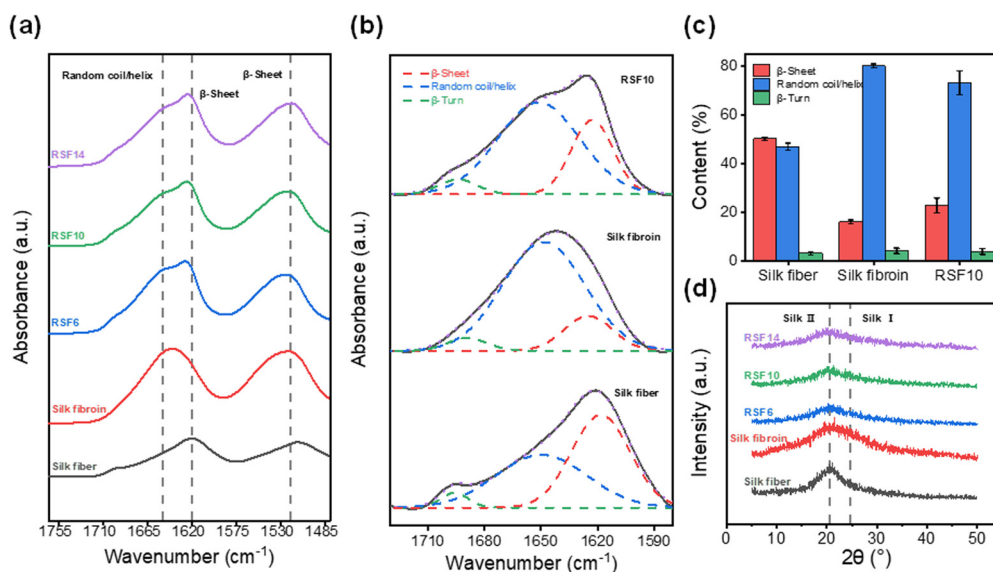 (a)
Random coil/helix
β-Sheet
β-Sheet
RSF14
RSF10
RSF6
Silk fibroin
Silk fiber
Absorbance (a.u.)
1755 1710 1665 1620 1575 1530 1485
Wavenumber (cm⁻¹)
(b)
β-Sheet
Random coil/helix
β-Turn
RSF10
Silk fibroin
Silk fiber
Absorbance (a.u.)
1710 1680 1650 1620 1590
Wavenumber (cm⁻¹)
(c)
β-Sheet
Random coil/helix
β-Turn
Content (%)
80
60
40
20
0
Silk fiber Silk fibroin RSF10
(d)
Silk II Silk I
RSF14
RSF10
RSF6
Silk fibroin
Silk fiber
Intensity (a.u.)
0 10 20 30 40 50
2θ (°)